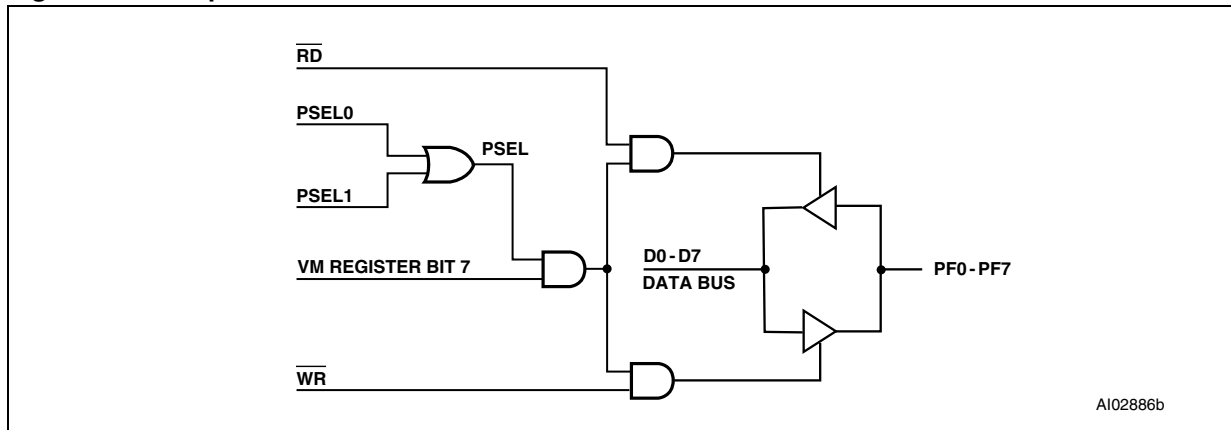 RD
PSEL0
PSEL
PSEL1
VM REGISTER BIT 7
D0-D7
DATA BUS
PF0-PF7
WR
AI02886b